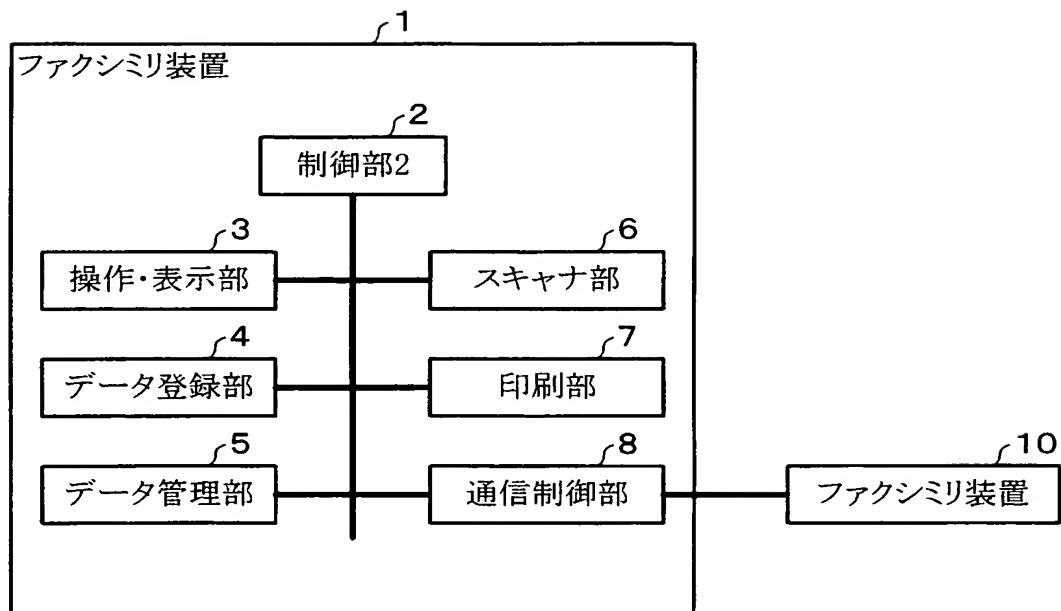 1
ファクシミリ装置
2
制御部2
3
操作・表示部
6
スキャナ部
4
データ登録部
7
印刷部
5
データ管理部
8
通信制御部
10
ファクシミリ装置